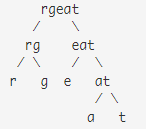 rgeat
/ \
rg eat
/ \ / \
r g e at
/ \
a t